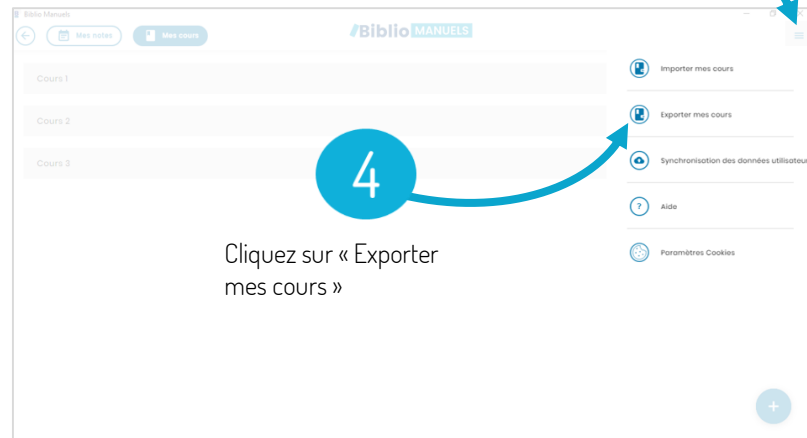 Biblio Manuels
Mes notes
Mes cours
Biblio MANUELS
Cours 1
Cours 2
Cours 3
4
Cliquez sur « Exporter
mes cours »
Importer mes cours
Exporter mes cours
Synchronisation des données utilisateur
Aide
Paramètres Cookies